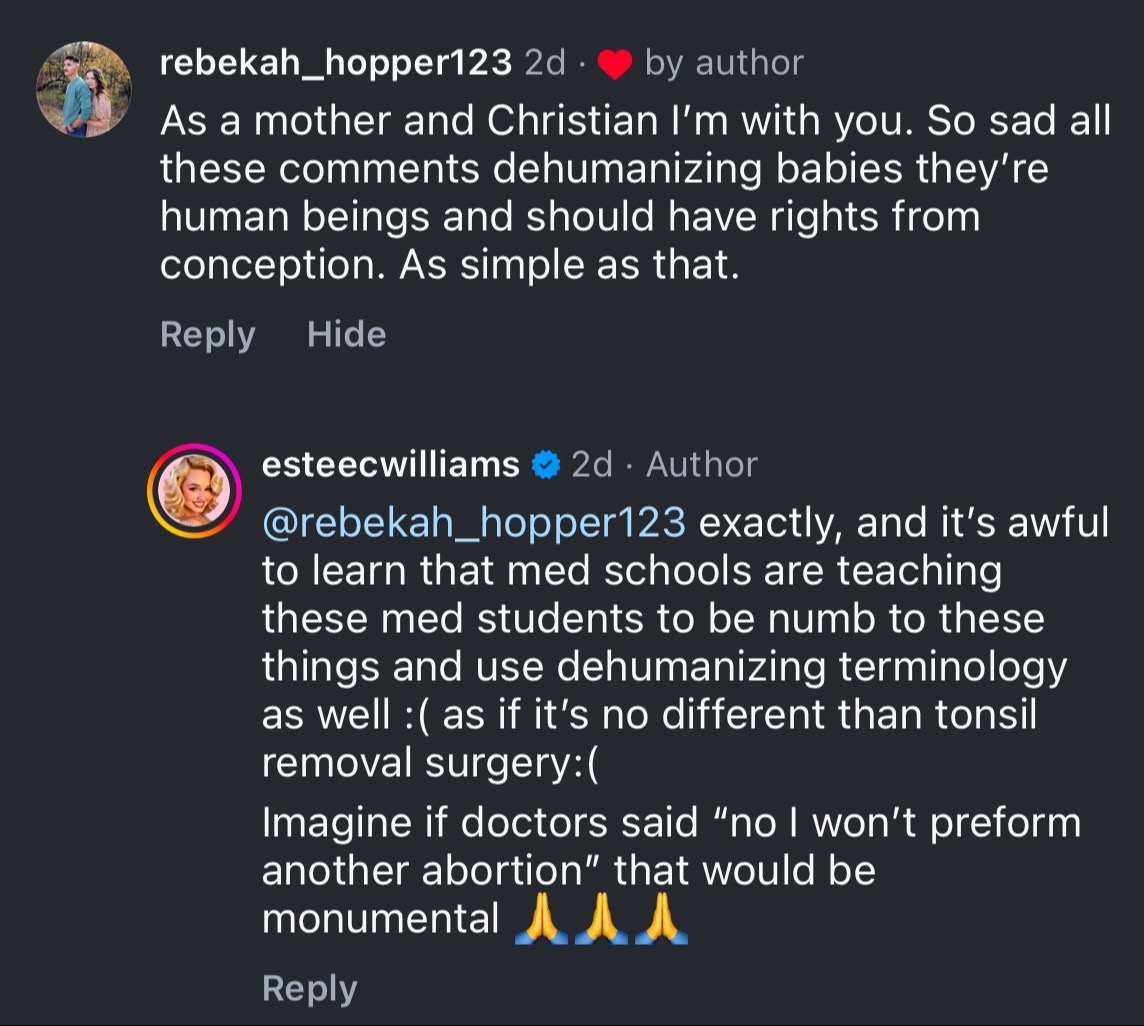 rebekah_hopper123 2d · ❤️ by author
As a mother and Christian I’m with you. So sad all
these comments dehumanizing babies they’re
human beings and should have rights from
conception. As simple as that.
Reply Hide
esteecwilliams 2d · Author
@rebekah_hopper123 exactly, and it’s awful
to learn that med schools are teaching
these med students to be numb to these
things and use dehumanizing terminology
as well :( as if it’s no different than tonsil
removal surgery:(
Imagine if doctors said “no I won’t preform
another abortion” that would be
monumental 🙏🙏🙏
Reply